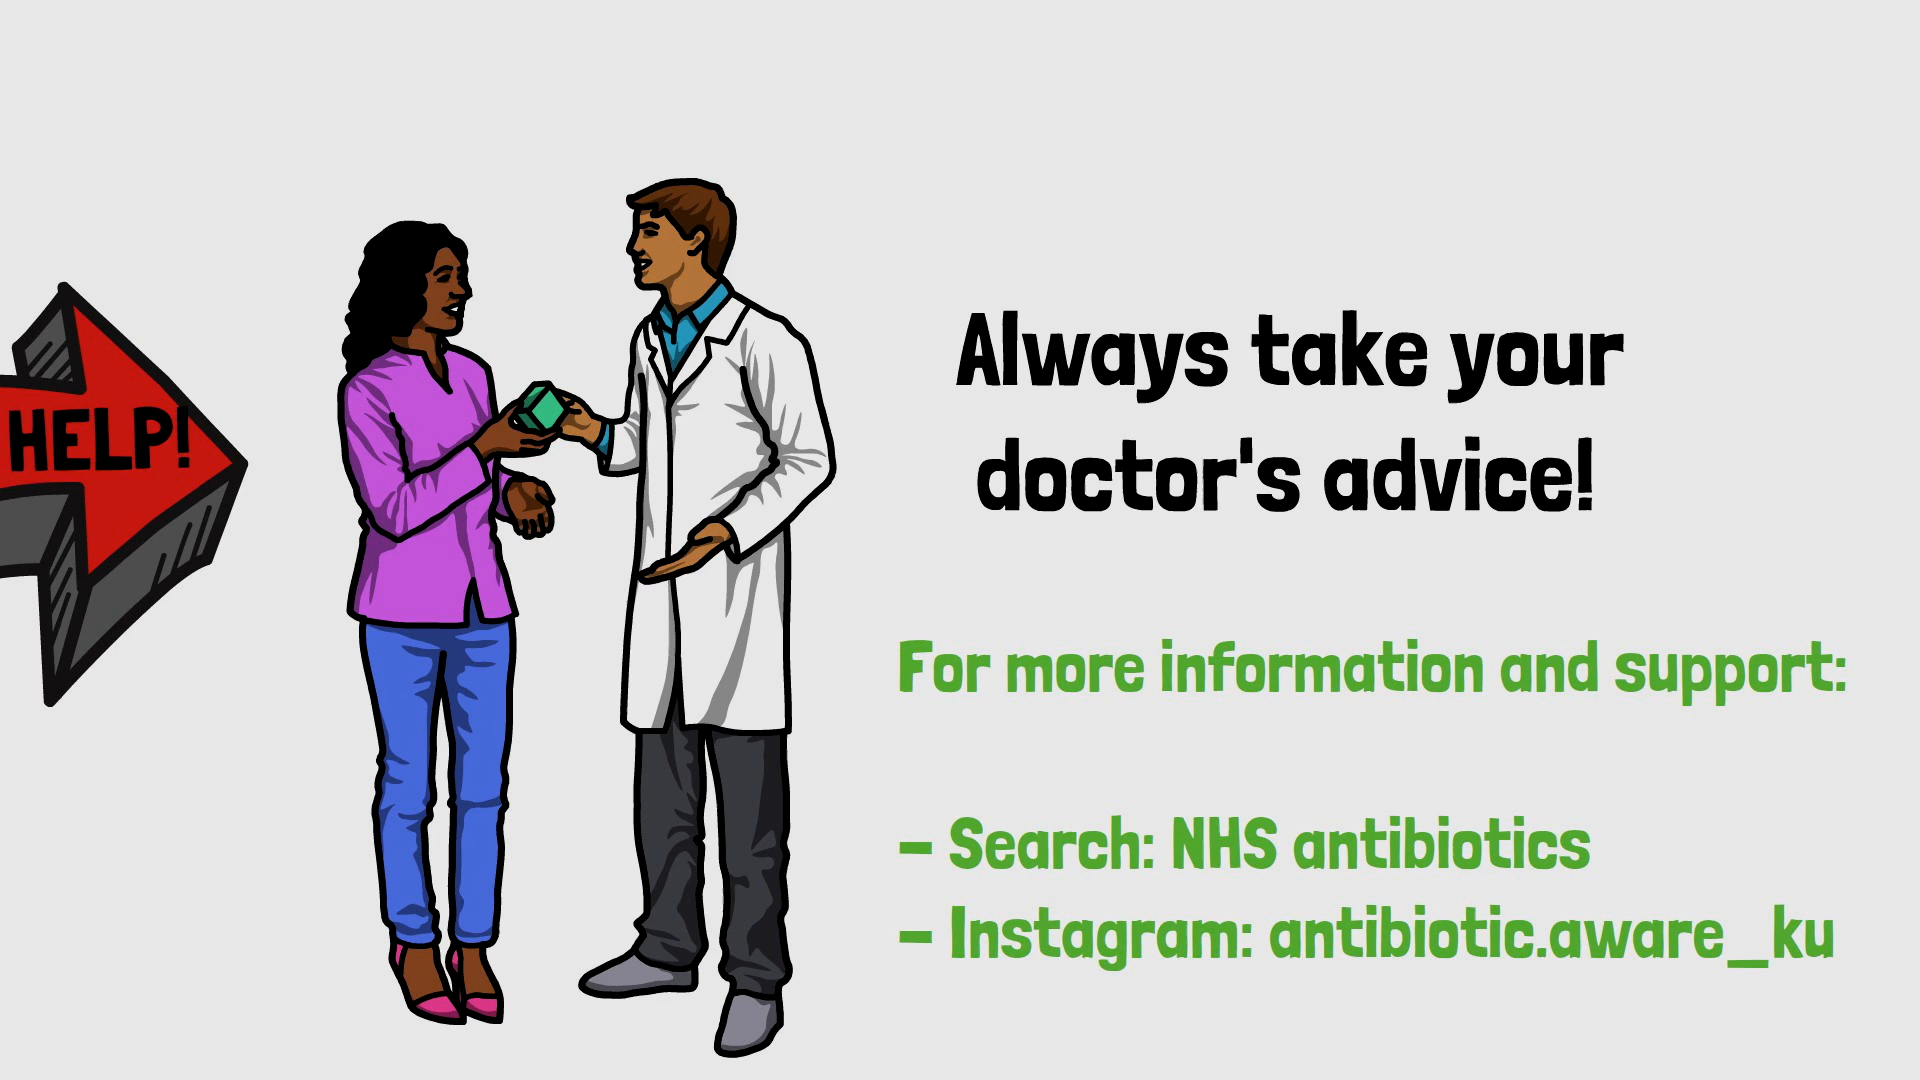 HELP!
Always take your
doctor's advice!
For more information and support:
- Search: NHS antibiotics
- Instagram: antibiotic.aware_ku